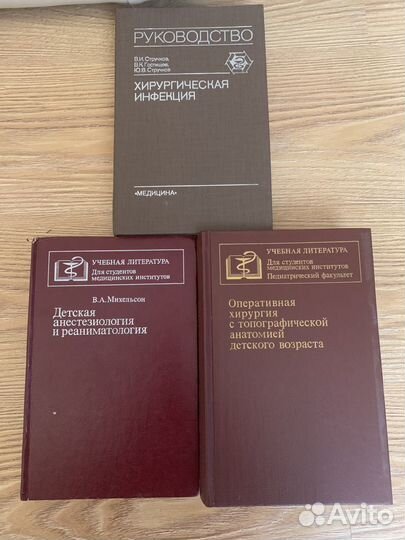 РУКОВОДСТВО
В.И. Стручков,
В.К. Гостищев,
Ю.В. Стручков
ХИРУРГИЧЕСКАЯ
ИНФЕКЦИЯ
«МЕДИЦИНА»
УЧЕБНАЯ ЛИТЕРАТУРА
Для студентов
медицинских институтов
В.А. Михельсон
Детская
анестезиология
и реаниматология
УЧЕБНАЯ ЛИТЕРАТУРА
Для студентов
медицинских институтов
Педиатрический факультет
Оперативная
хирургия
с топографической
анатомией
детского возраста
Avito